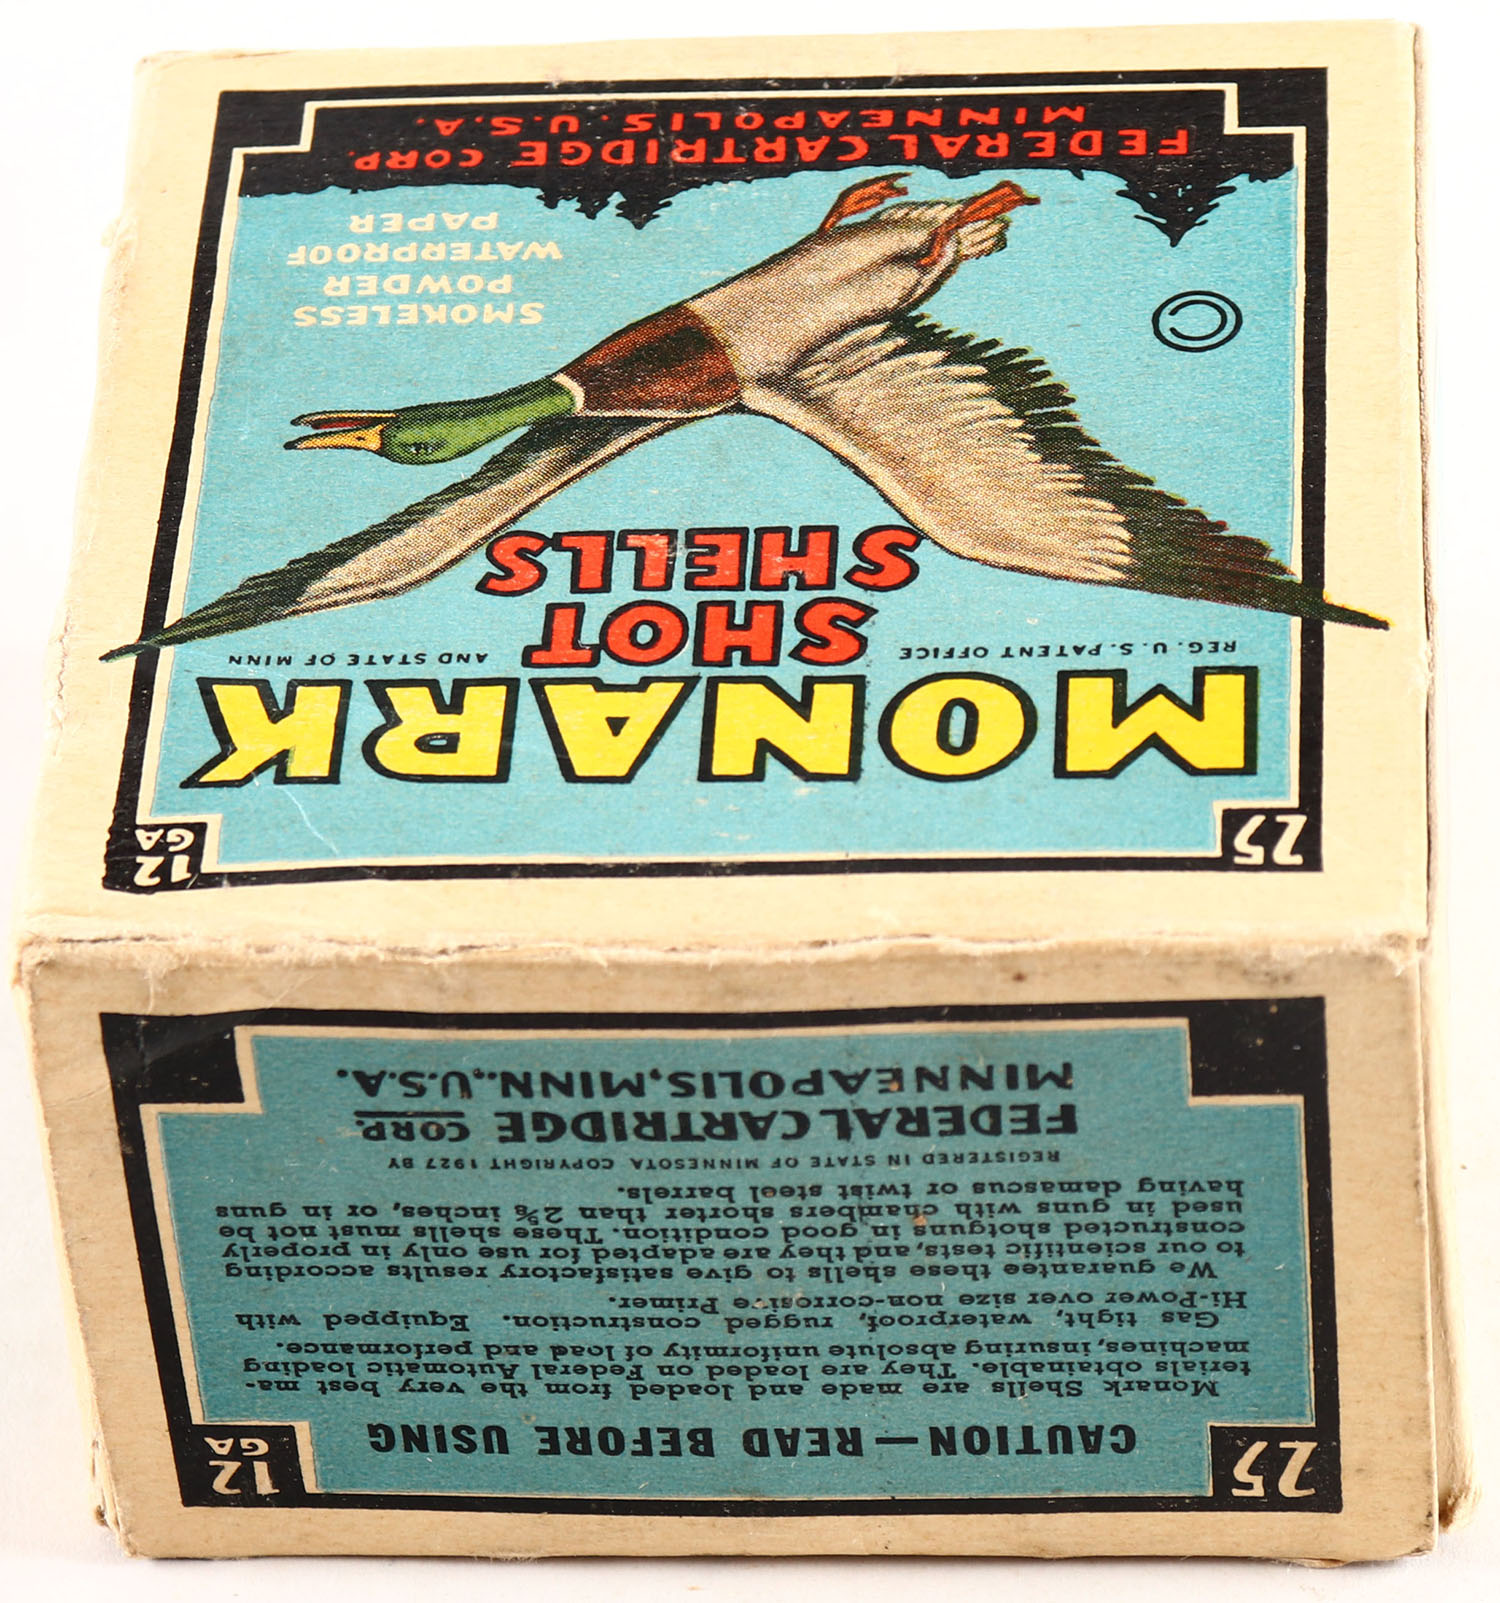 25
12
GA
CAUTION — READ BEFORE USING
Monark Shells are made and loaded from the very best ma-
terials obtainable. They are loaded on Federal Automatic loading
machines, insuring absolute uniformity of load and performance.
Gas tight, waterproof, rugged construction. Equipped with
Hi-Power over size non-corrosive Primer.
We guarantee these shells to give satisfactory results according
to our scientific tests, and they are adapted for use only in properly
constructed shotguns in good condition. These shells must not be
used in guns with chambers shorter than 2⅝ inches, or in guns
having damascus or twist steel barrels.
REGISTERED IN STATE OF MINNESOTA COPYRIGHT 1927 BY
FEDERAL CARTRIDGE CORP.
MINNEAPOLIS, MINN., U.S.A.
25
12
GA
MONARK
REG. U.S. PATENT OFFICE
SHOT
AND STATE OF MINN
SHELLS
©
SMOKELESS
POWDER
WATERPROOF
PAPER
FEDERAL CARTRIDGE CORP.
MINNEAPOLIS. U.S.A.